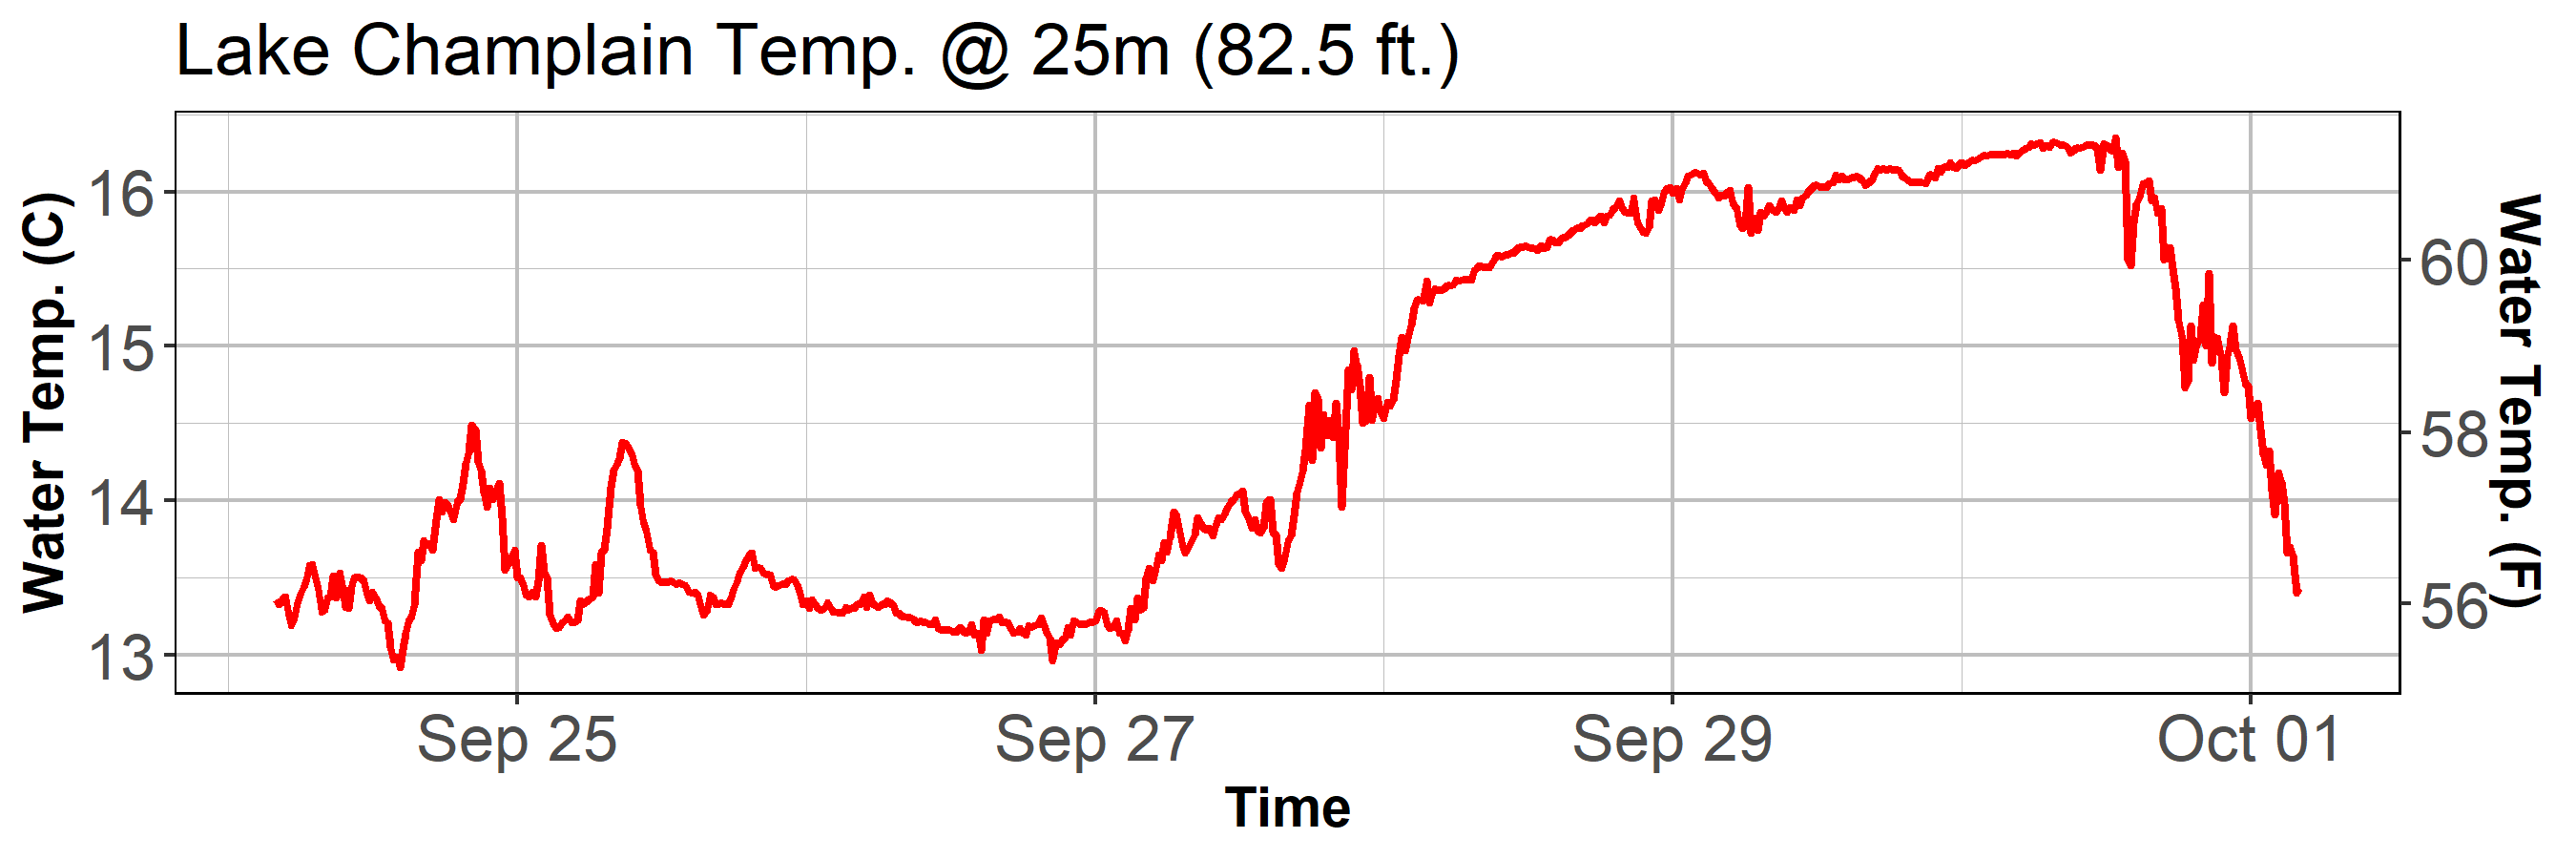 Lake Champlain Temp. @ 25m (82.5 ft.)
Water Temp. (C)
16
15
14
13
60
58
56
Water Temp. (F)
Sep 25
Sep 27
Sep 29
Oct 01
Time